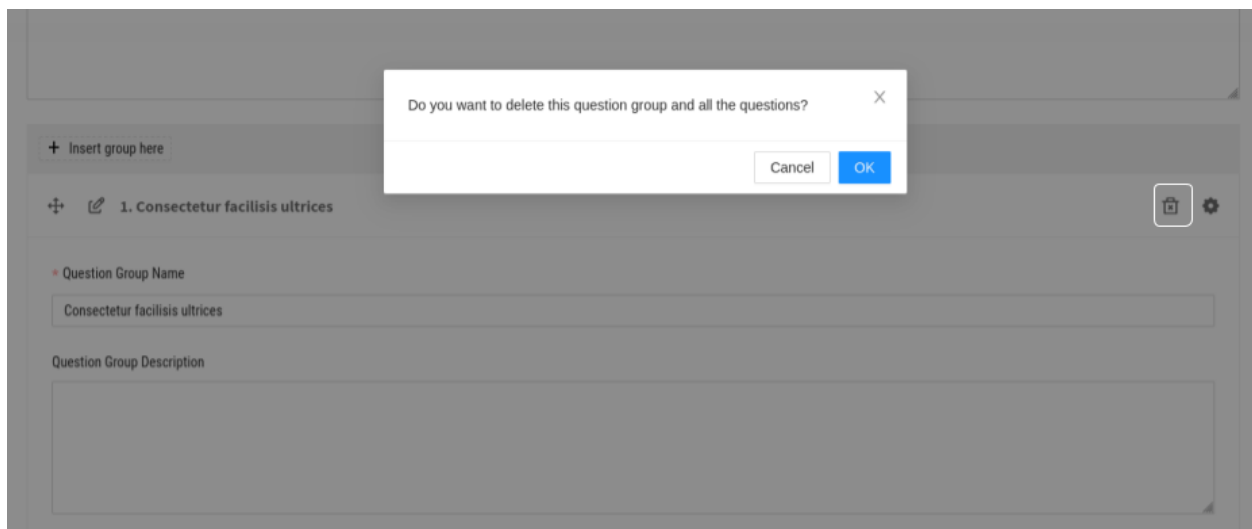 Do you want to delete this question group and all the questions?
Cancel
OK
+ Insert group here
1. Consectetur facilisis ultrices
* Question Group Name
Consectetur facilisis ultrices
Question Group Description